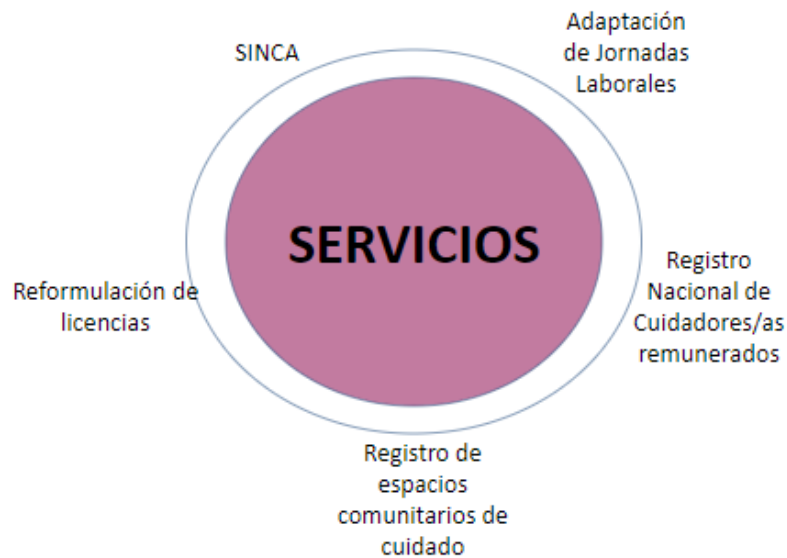 SINCA
Adaptación
de Jornadas
Laborales
SERVICIOS
Registro
Nacional de
Cuidadores/as
remunerados
Reformulación de
licencias
Registro de
espacios
comunitarios de
cuidado